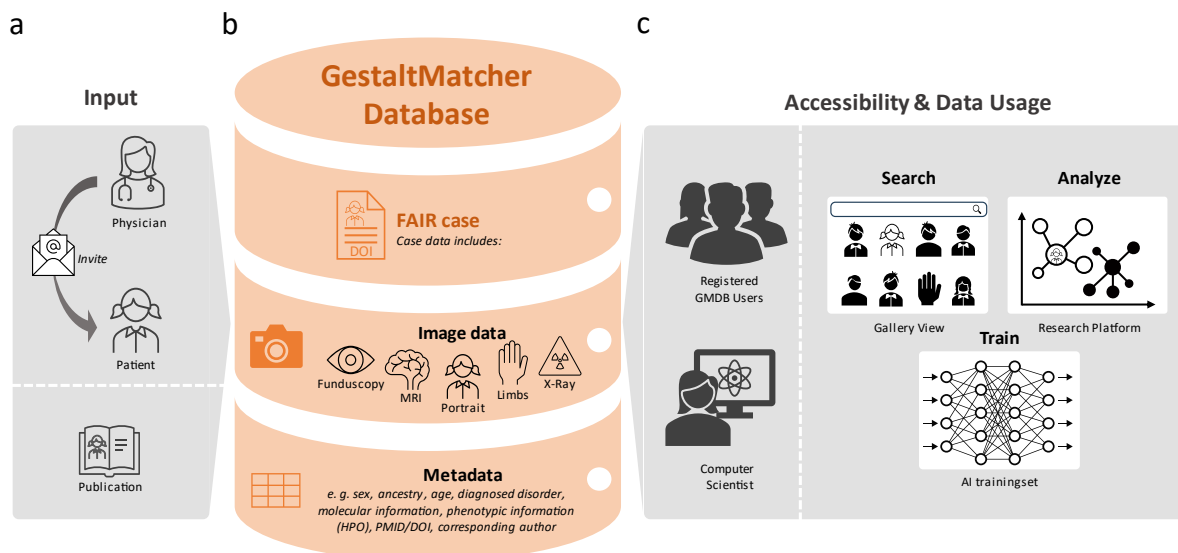 a
b
c
Input
Physician
@
Invite
Patient
Publication
GestaltMatcher
Database
DOI
FAIR case
Case data includes:
Image data
Funduscopy
MRI
Portrait
Limbs
X-Ray
Metadata
e. g. sex, ancestry, age, diagnosed disorder,
molecular information, phenotypic information
(HPO), PMID/DOI, corresponding author
Accessibility & Data Usage
Registered
GMDB Users
Computer
Scientist
Search
Gallery View
Analyze
Research Platform
Train
AI trainingset